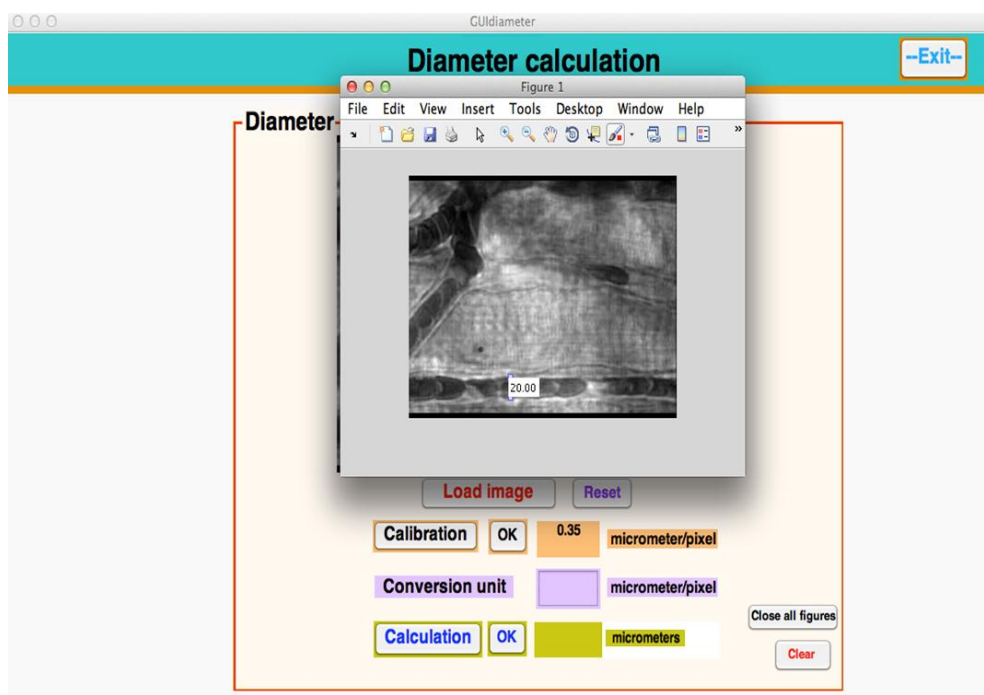 GUIdiameter
Diameter calculation
--Exit--
Figure 1
File Edit View Insert Tools Desktop Window Help
Diameter
»
20.00
Load image Reset
Calibration OK 0.35 micrometer/pixel
Conversion unit micrometer/pixel
Close all figures
Calculation OK micrometers
Clear